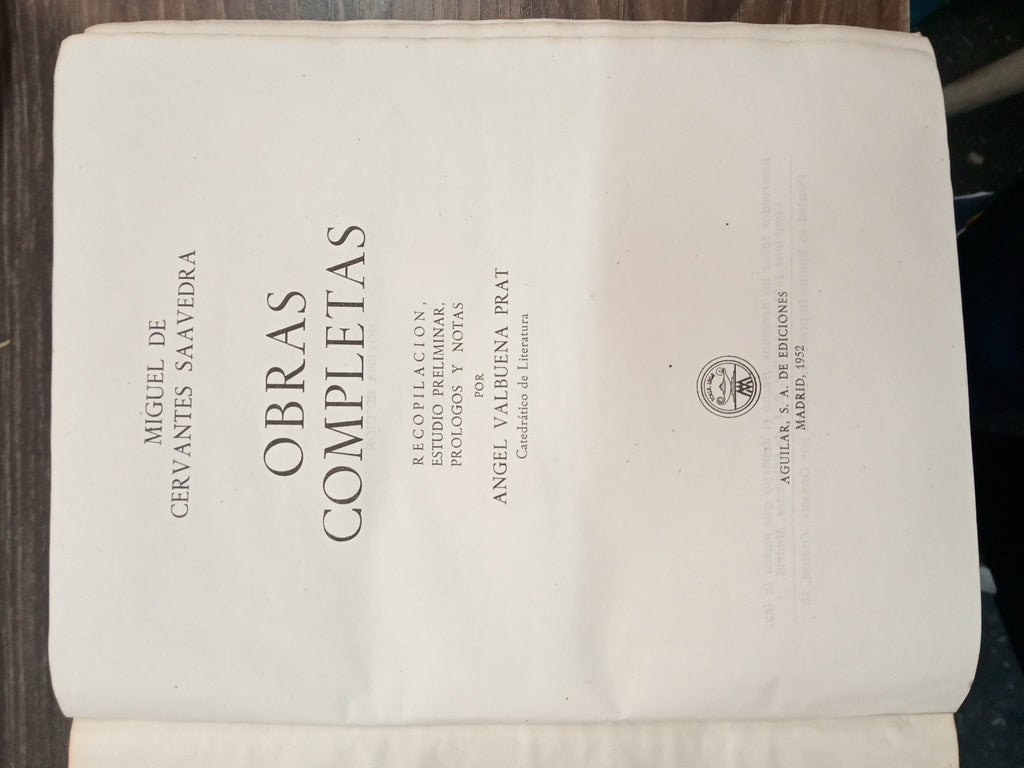 MIGUEL DE
CERVANTES SAAVEDRA
OBRAS
COMPLETAS
RECOPILACION,
ESTUDIO PRELIMINAR,
PROLOGOS Y NOTAS
POR
ANGEL VALBUENA PRAT
Catedrático de Literatura
AGUILAR, S. A. DE EDICIONES
MADRID, 1952